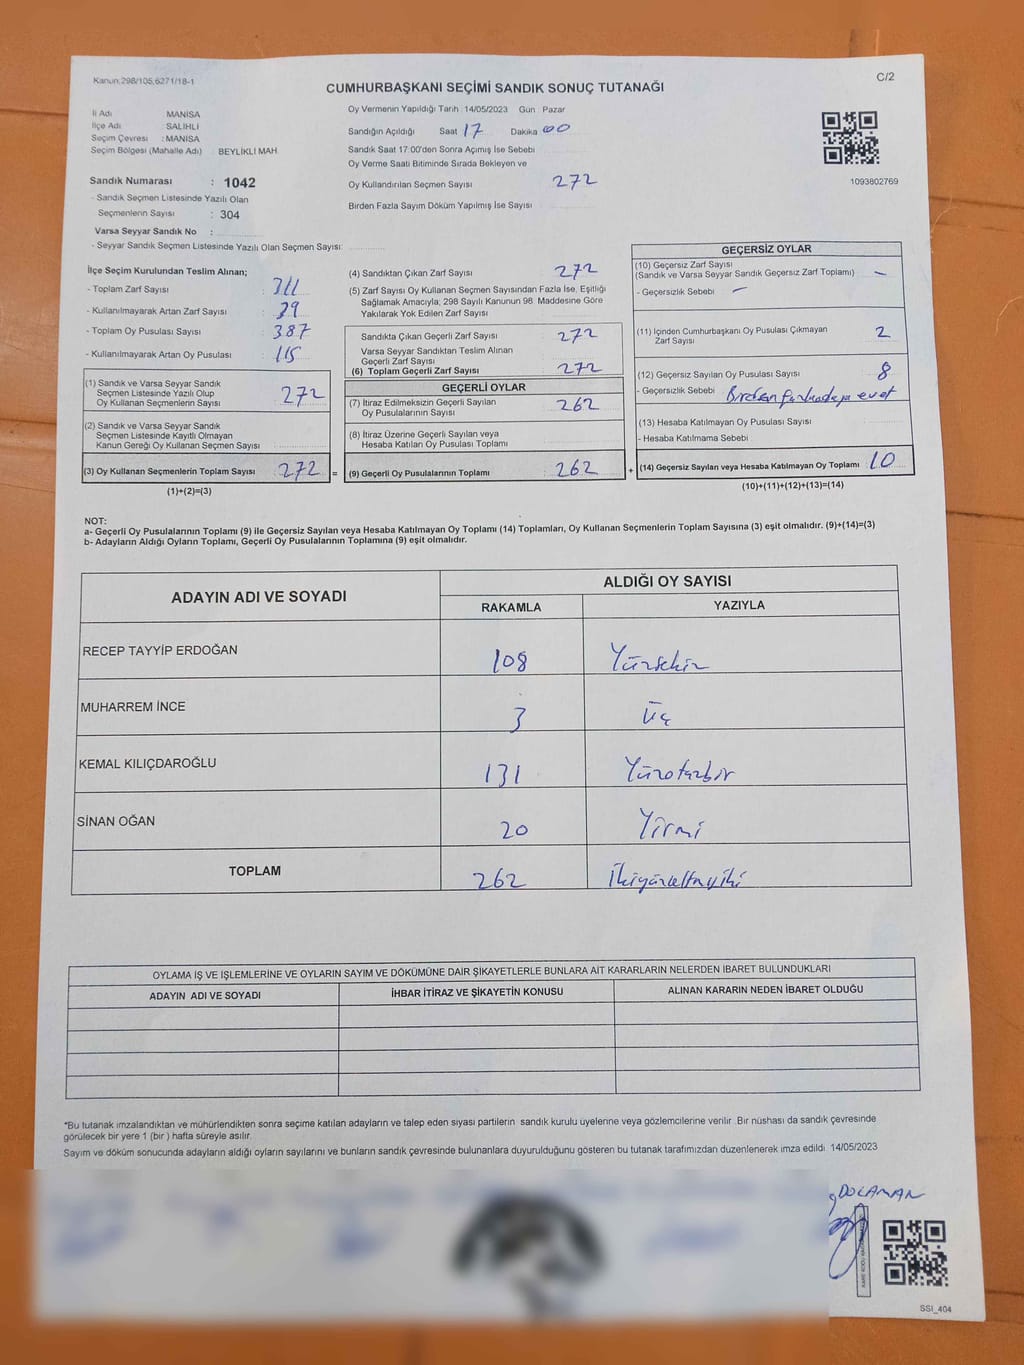 Kanun:298/105,6271/18-1
C/2
CUMHURBAŞKANI SEÇİMİ SANDIK SONUÇ TUTANAĞI
İl Adı MANİSA
İlçe Adı SALİHLİ
Seçim Çevresi : MANİSA
Seçim Bölgesi (Mahalle Adı) BEYLİKLİ MAH.
Sandık Numarası : 1042
- Sandık Seçmen Listesinde Yazılı Olan
Seçmenlerin Sayısı : 304
Varsa Seyyar Sandık No :
- Seyyar Sandık Seçmen Listesinde Yazılı Olan Seçmen Sayısı:
Oy Vermenin Yapıldığı Tarih :14/05/2023 Gün : Pazar
Sandığın Açıldığı Saat 17 Dakika 00
Sandık Saat 17:00'den Sonra Açımış İse Sebebi
Oy Verme Saati Bitiminde Sırada Bekleyen ve
Oy Kullandırılan Seçmen Sayısı 272
Birden Fazla Sayım Döküm Yapılmış İse Sayısı
1093802769
İlçe Seçim Kurulundan Teslim Alınan;
- Toplam Zarf Sayısı : 311
- Kullanılmayarak Artan Zarf Sayısı : 39
- Toplam Oy Pusulası Sayısı : 387
- Kullanılmayarak Artan Oy Pusulası : 115
(1) Sandık ve Varsa Seyyar Sandık
Seçmen Listesinde Yazılı Olup
Oy Kullanan Seçmenlerin Sayısı 272
(2) Sandık ve Varsa Seyyar Sandık
Seçmen Listesinde Kayıtlı Olmayan
Kanun Gereği Oy Kullanan Seçmen Sayısı
(3) Oy Kullanan Seçmenlerin Toplam Sayısı 272 =
(1)+(2)=(3)
(4) Sandıktan Çıkan Zarf Sayısı 272
(5) Zarf Sayısı Oy Kullanan Seçmen Sayısından Fazla İse, Eşitliği
Sağlamak Amacıyla; 298 Sayılı Kanunun 98. Maddesine Göre
Yakılarak Yok Edilen Zarf Sayısı
Sandıkta Çıkan Geçerli Zarf Sayısı 272
Varsa Seyyar Sandıktan Teslim Alınan
Geçerli Zarf Sayısı
(6) Toplam Geçerli Zarf Sayısı 272
GEÇERLİ OYLAR
(7) İtiraz Edilmeksizin Geçerli Sayılan
Oy Pusulalarının Sayısı 262
(8) İtiraz Üzerine Geçerli Sayılan veya
Hesaba Katılan Oy Pusulası Toplamı
(9) Geçerli Oy Pusulalarının Toplamı 262 +
GEÇERSİZ OYLAR
(10) Geçersiz Zarf Sayısı
(Sandık ve Varsa Seyyar Sandık Geçersiz Zarf Toplamı) -
- Geçersizlik Sebebi : -
(11) İçinden Cumhurbaşkanı Oy Pusulası Çıkmayan
Zarf Sayısı 2
(12) Geçersiz Sayılan Oy Pusulası Sayısı 8
- Geçersizlik Sebebi : Birden evet
(13) Hesaba Katılmayan Oy Pusulası Sayısı
- Hesaba Katılmama Sebebi
(14) Geçersiz Sayılan veya Hesaba Katılmayan Oy Toplamı : 10
(10)+(11)+(12)+(13)=(14)
NOT:
a- Geçerli Oy Pusulalarının Toplamı (9) ile Geçersiz Sayılan veya Hesaba Katılmayan Oy Toplamı (14) Toplamları, Oy Kullanan Seçmenlerin Toplam Sayısına (3) eşit olmalıdır. (9)+(14)=(3)
b- Adayların Aldığı Oyların Toplamı, Geçerli Oy Pusulalarının Toplamına (9) eşit olmalıdır.
ADAYIN ADI VE SOYADI ALDIĞI OY SAYISI
RAKAMLA YAZIYLA
RECEP TAYYİP ERDOĞAN 108 Yüzsekiz
MUHARREM İNCE 3 Üç
KEMAL KILIÇDAROĞLU 131 Yüzotuzbir
SİNAN OĞAN 20 Yirmi
TOPLAM 262 İkiyüzaltmışiki
OYLAMA İŞ VE İŞLEMLERİNE VE OYLARIN SAYIM VE DÖKÜMÜNE DAİR ŞİKAYETLERLE BUNLARA AİT KARARLARIN NELERDEN İBARET BULUNDUKLARI
ADAYIN ADI VE SOYADI İHBAR İTİRAZ VE ŞİKAYETİN KONUSU ALINAN KARARIN NEDEN İBARET OLDUĞU
*Bu tutanak imzalandıktan ve mühürlendikten sonra seçime katılan adayların ve talep eden siyasi partilerin sandık kurulu üyelerine veya gözlemcilerine verilir .Bir nüshası da sandık çevresinde
görülecek bir yere 1 (bir ) hafta süreyle asılır.
Sayım ve döküm sonucunda adayların aldığı oyların sayılarını ve bunların sandık çevresinde bulunanlara duyurulduğunu gösteren bu tutanak tarafımızdan düzenlenerek imza edildi. 14/05/2023
DOLAMAN
SSI_404